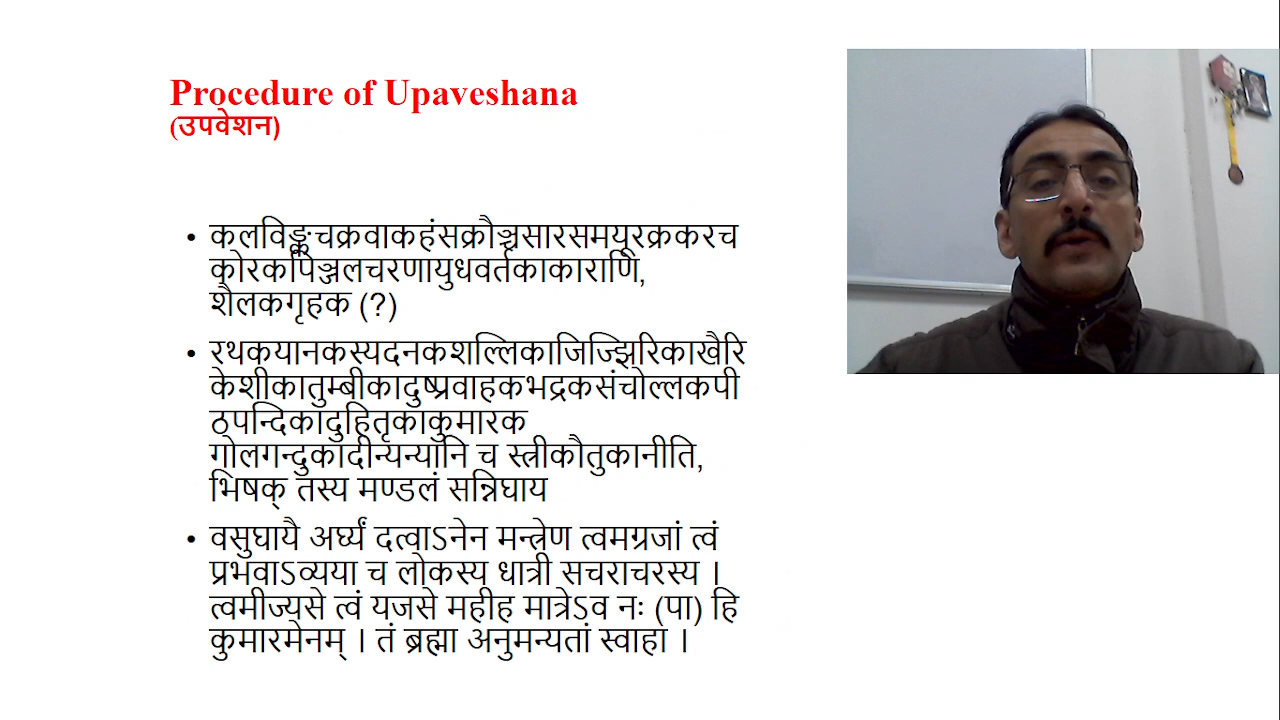 Procedure of Upaveshana
(उपवेशन)
• कलविङ्कचक्रवाकहंसक्रौञ्चसारसमयूरक्रकरच
कोरकपिञ्जलचरणायुधवर्तकाकाराणि,
शैलकगृहक (?)
• रथकयानकस्यदनकशल्लिकाजिज्झिरिकाखैरि
केशीकातुम्बीकादुष्प्रवाहकभद्रकसंचोल्लकपी
ठपन्दिकादुहितृकाकुमारक
गोलगन्दुकादीन्यन्यानि च स्त्रीकौतुकानीति,
भिषक् तस्य मण्डलं सन्निघाय
• वसुघायै अर्घ्यं दत्वाऽनेन मन्त्रेण त्वमग्रजां त्वं
प्रभवाऽव्यया च लोकस्य धात्री सचराचरस्य ।
त्वमीज्यसे त्वं यजसे महीह मात्रेऽव नः (पा) हि
कुमारमेनम् । तं ब्रह्मा अनुमन्यतां स्वाहा ।